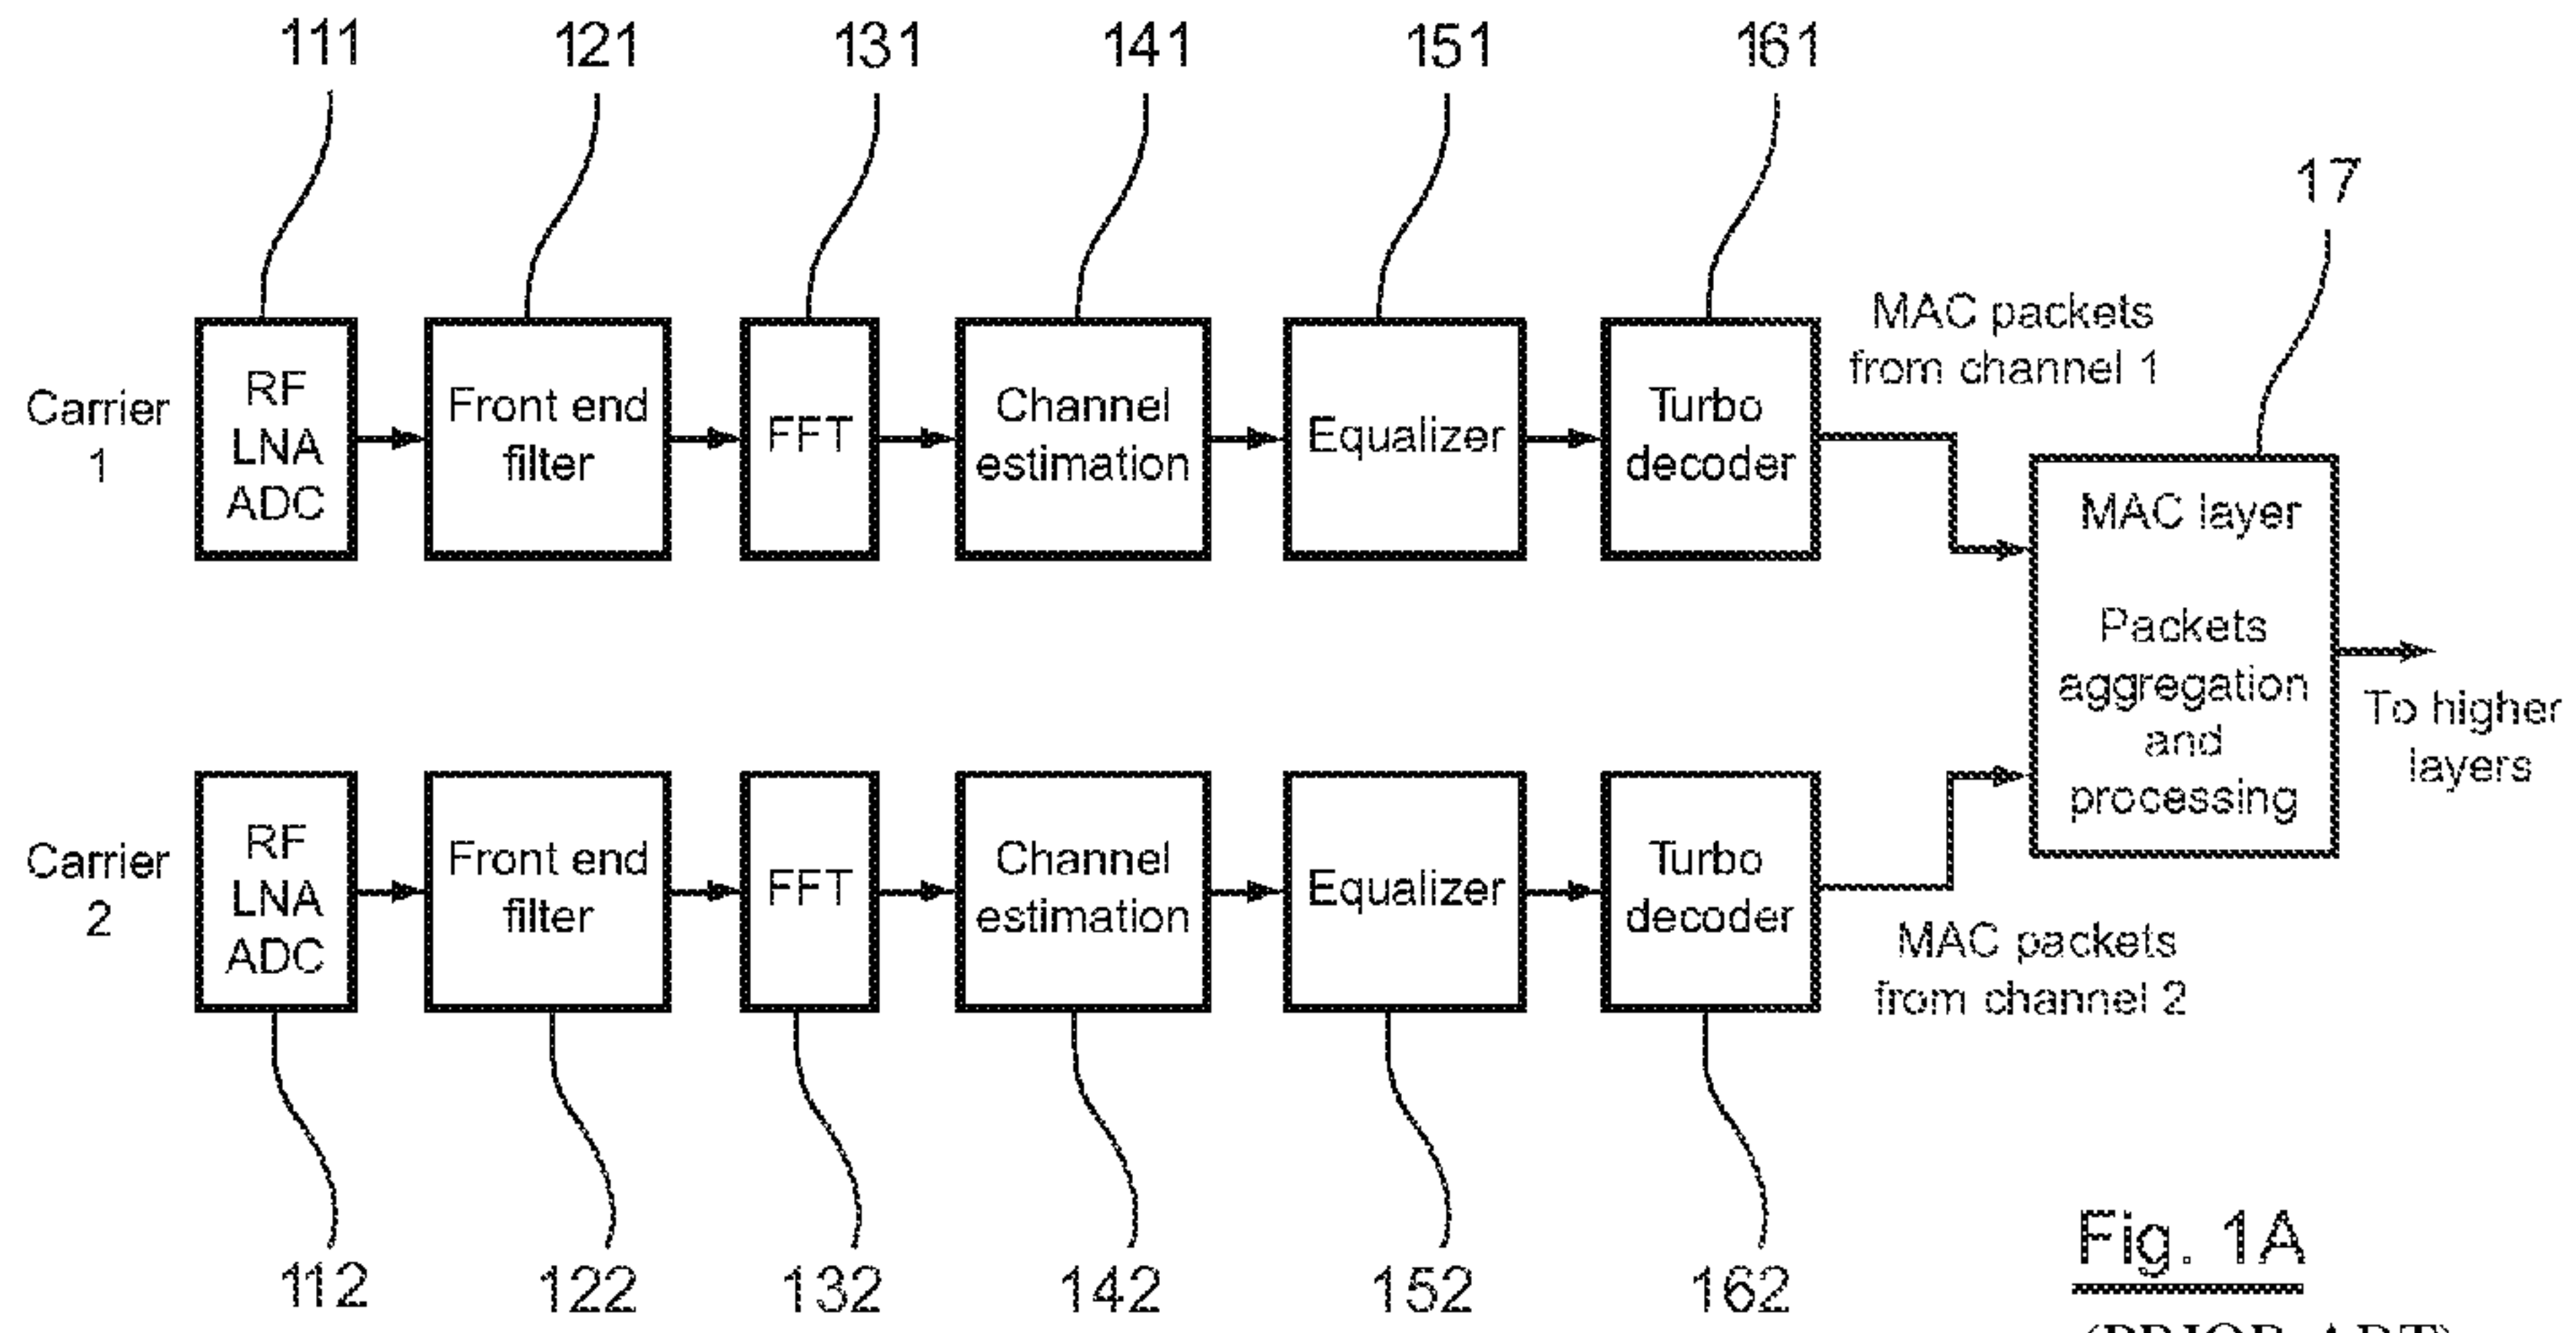 111 121 131 141 151 161
17
MAC packets
from channel 1
Carrier
1
RF
LNA
ADC
Front end
filter
FFT
Channel
estimation
Equalizer
Turbo
decoder
MAC layer
Packets
aggregation
and
processing
To higher
layers
Carrier
2
RF
LNA
ADC
Front end
filter
FFT
Channel
estimation
Equalizer
Turbo
decoder
MAC packets
from channel 2
112 122 132 142 152 162
Fig. 1A
(PRIOR ART)